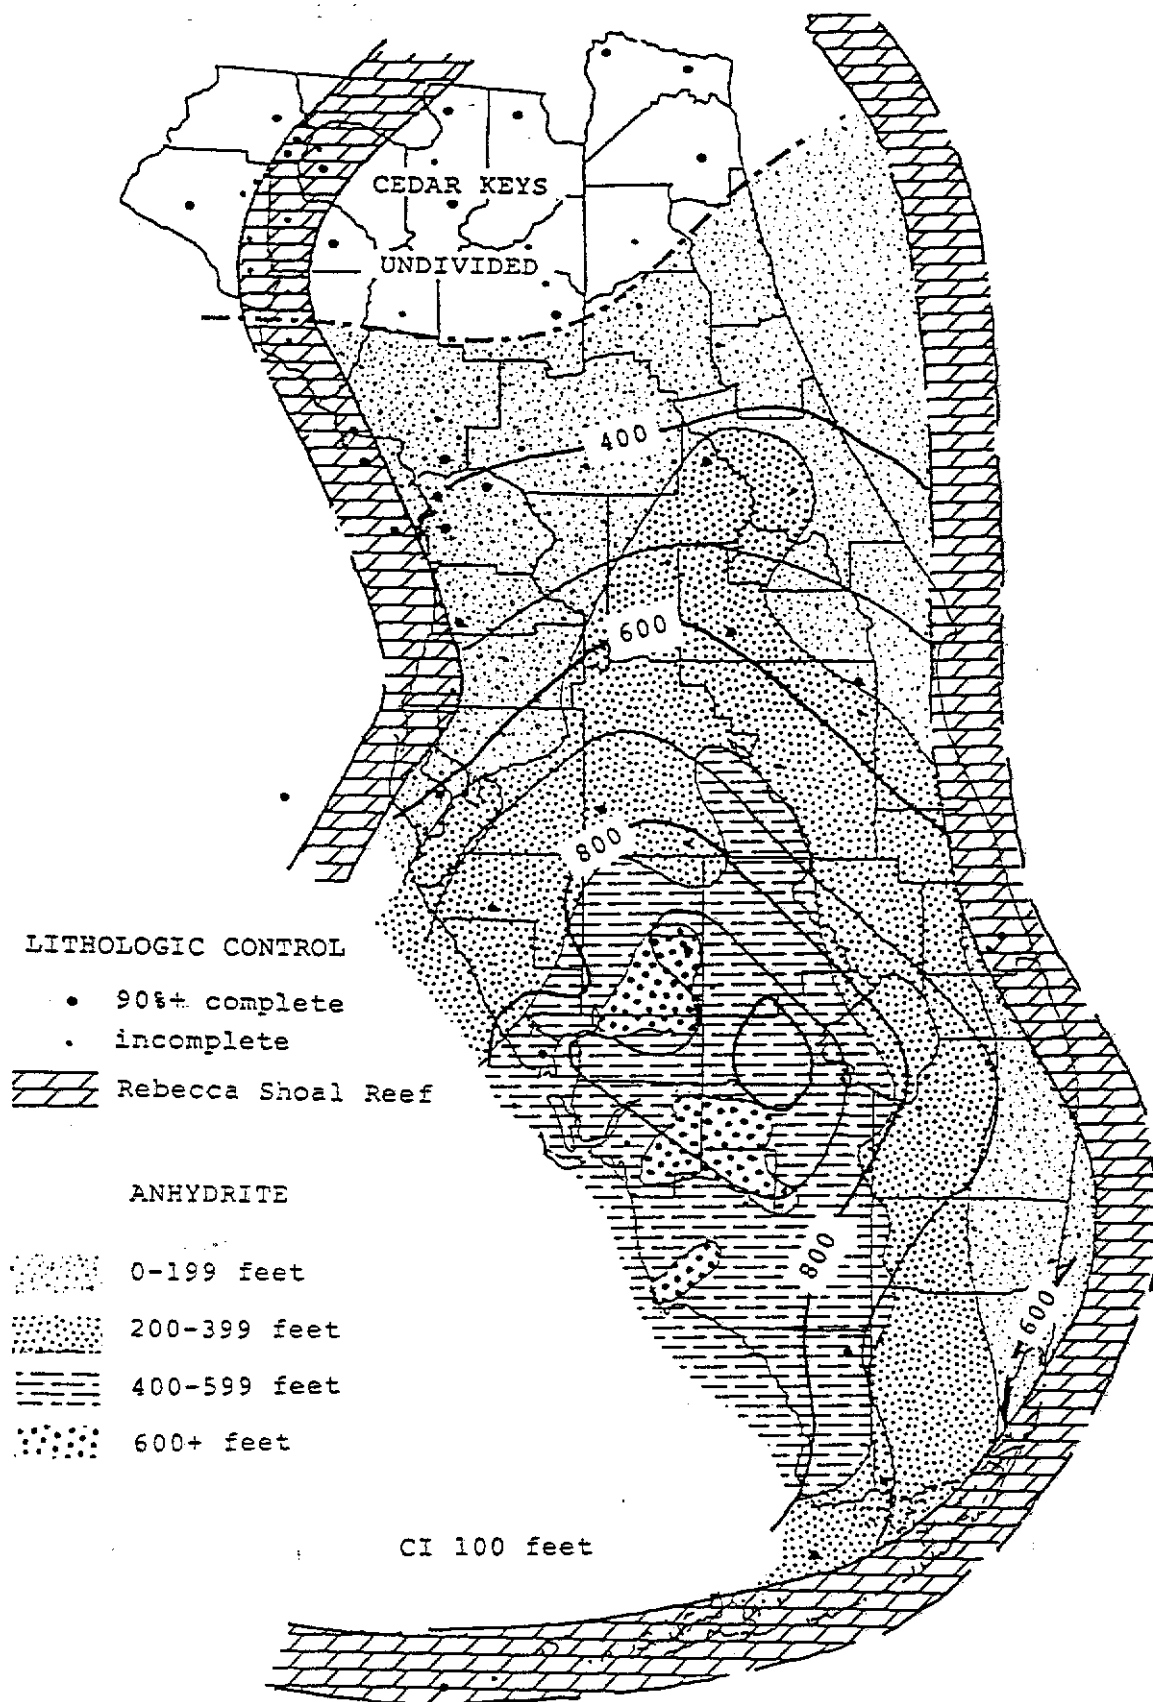 CEDAR KEYS
UNDIVIDED
400
600
800
LITHOLOGIC CONTROL
90%+ complete
incomplete
Rebecca Shoal Reef
ANHYDRITE
800
0-199 feet
600
200-399 feet
400-599 feet
600+ feet
CI 100 feet